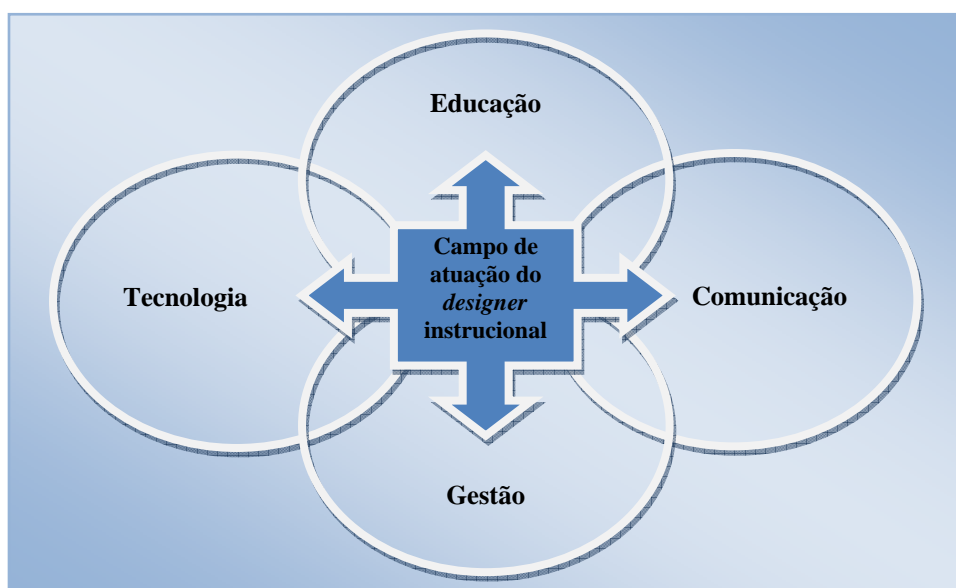 Educação
Tecnologia
Campo de
atuação do
designer
instrucional
Comunicação
Gestão